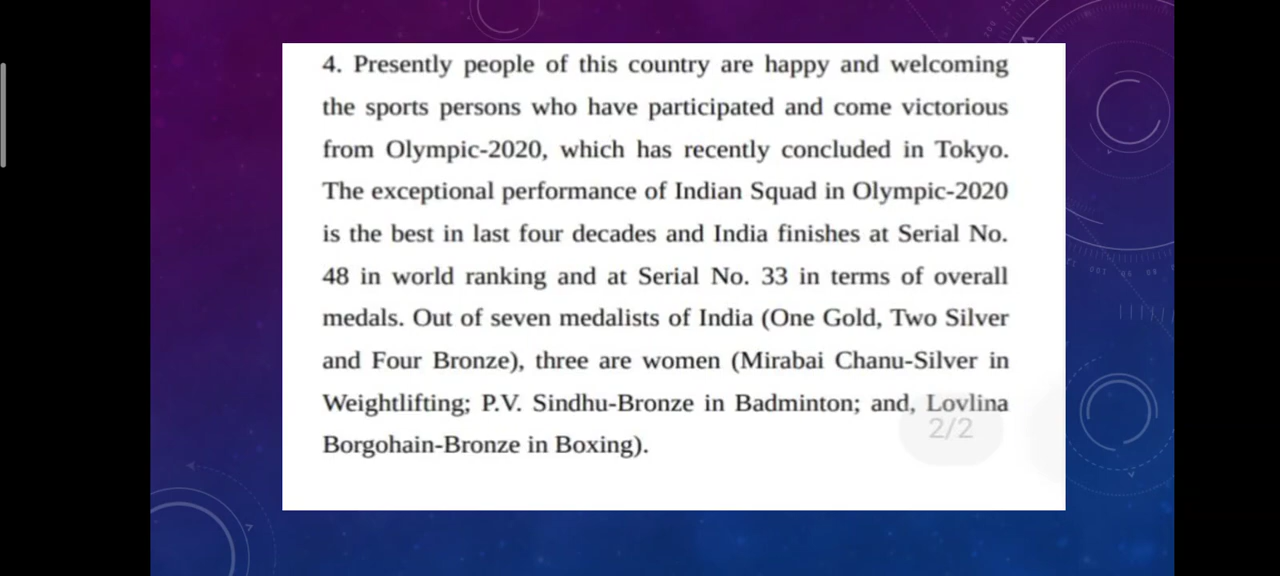 4. Presently people of this country are happy and welcoming
the sports persons who have participated and come victorious
from Olympic-2020, which has recently concluded in Tokyo.
The exceptional performance of Indian Squad in Olympic-2020
is the best in last four decades and India finishes at Serial No.
48 in world ranking and at Serial No. 33 in terms of overall
medals. Out of seven medalists of India (One Gold, Two Silver
and Four Bronze), three are women (Mirabai Chanu-Silver in
Weightlifting; P.V. Sindhu-Bronze in Badminton; and, Lovlina
2/2
Borgohain-Bronze in Boxing).